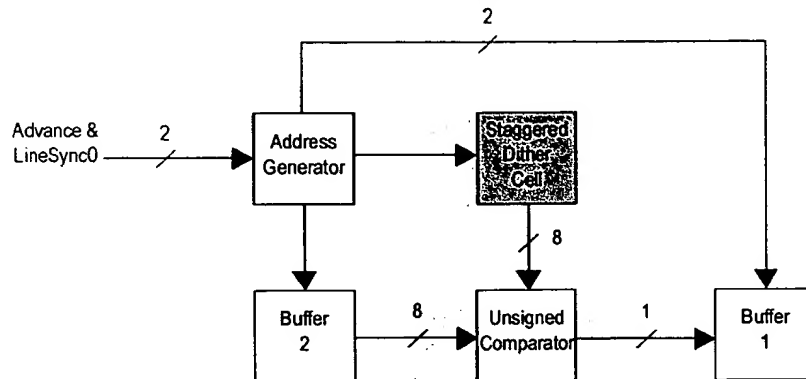 2
Advance &
LineSync0
2
Address
Generator
Staggered
Dither
Cell
8
Buffer
2
8
Unsigned
Comparator
1
Buffer
1